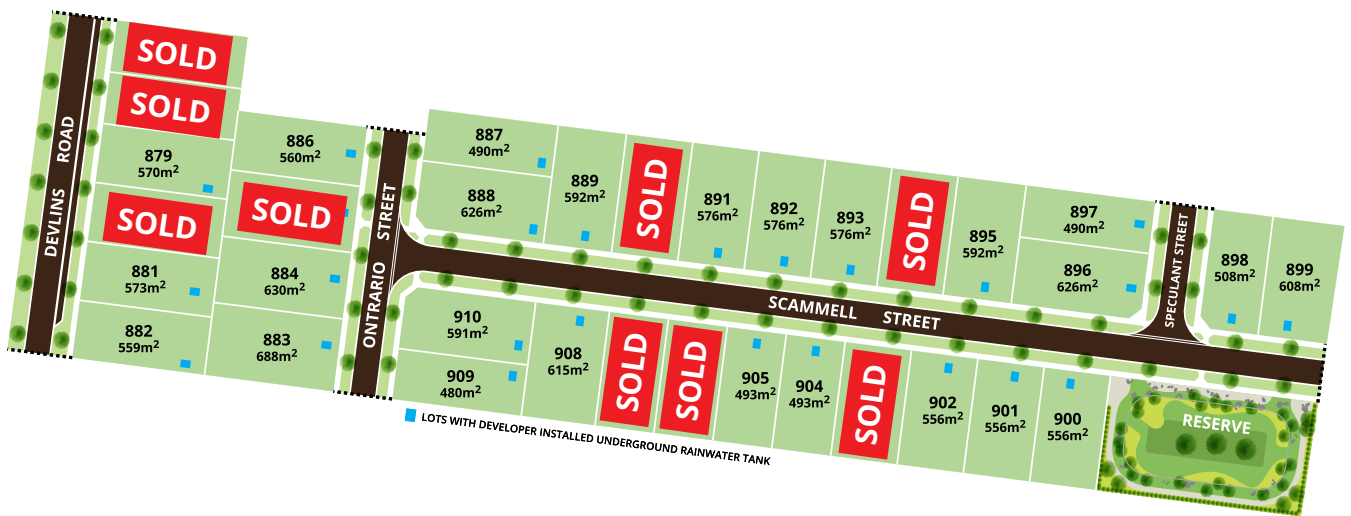 SOLD
SOLD
879
570m²
SOLD
881
573m²
882
559m²
DEVLINS ROAD
886
560m²
SOLD
884
630m²
883
688m²
ONTRARIO STREET
887
490m²
888
626m²
889
592m²
SOLD
891
576m²
892
576m²
893
576m²
SOLD
895
592m²
897
490m²
896
626m²
SPECULANT STREET
898
508m²
899
608m²
SCAMMELL STREET
910
591m²
909
480m²
908
615m²
SOLD
SOLD
905
493m²
904
493m²
SOLD
902
556m²
901
556m²
900
556m²
RESERVE
LOTS WITH DEVELOPER INSTALLED UNDERGROUND RAINWATER TANK